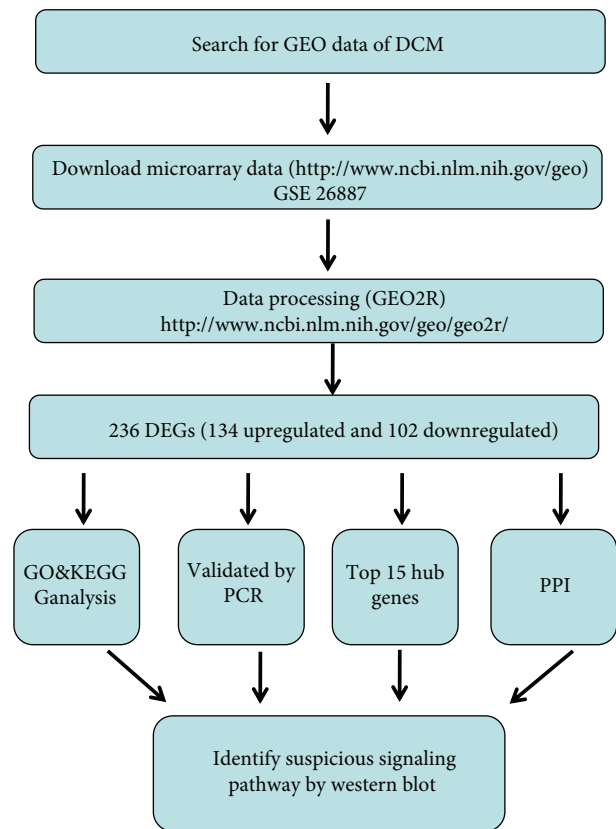 Search for GEO data of DCM
Download microarray data (http://www.ncbi.nlm.nih.gov/geo)
GSE 26887
Data processing (GEO2R)
http://www.ncbi.nlm.nih.gov/geo/geo2r/
236 DEGs (134 upregulated and 102 downregulated)
GO&KEGG
Ganalysis
Validated by
PCR
Top 15 hub
genes
PPI
Identify suspicious signaling
pathway by western blot